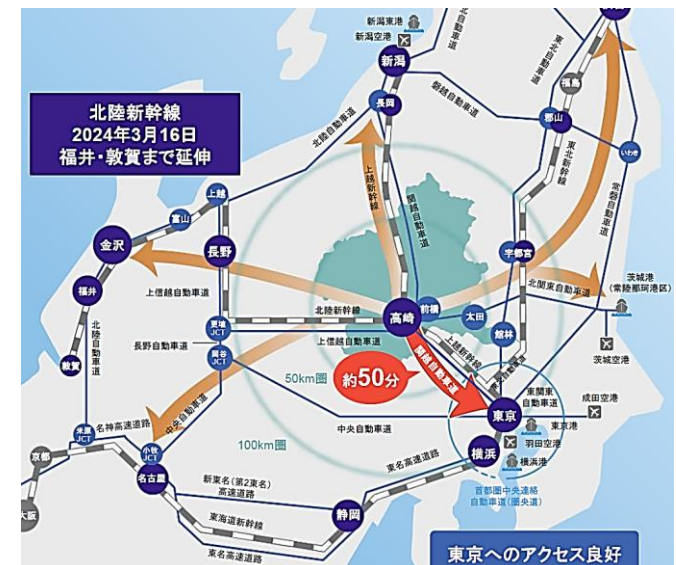 新潟東港
新潟空港
新潟
長岡
北陸自動車道
磐越自動車道
東北自動車道
福島
郡山
いわき
東北新幹線
常磐自動車道
北陸新幹線
2024年3月16日
福井・敦賀まで延伸
上越新幹線
関越自動車道
上越
富山
金沢
長野
福井
上信越自動車道
北陸新幹線
宇都宮
北関東自動車道
茨城港
(常陸那珂港区)
高崎
前橋
太田
館林
更埴
JCT
上信越自動車道
北陸自動車道
長野自動車道
岡谷
JCT
敦賀
茨城空港
上越新幹線
東北自動車道
関越自動車道
約50分
50km圏
100km圏
東関東
自動車道
成田空港
東京
東京港
羽田空港
横浜
横浜港
中央自動車道
中央自動車道
米原
JCT
名神高速道路
小牧
JCT
京都
名古屋
大阪
新東名(第2東名)
高速道路
東名高速道路
静岡
東海道新幹線
東名高速道路
首都圏中央連絡
自動車道(圏央道)
東京へのアクセス良好